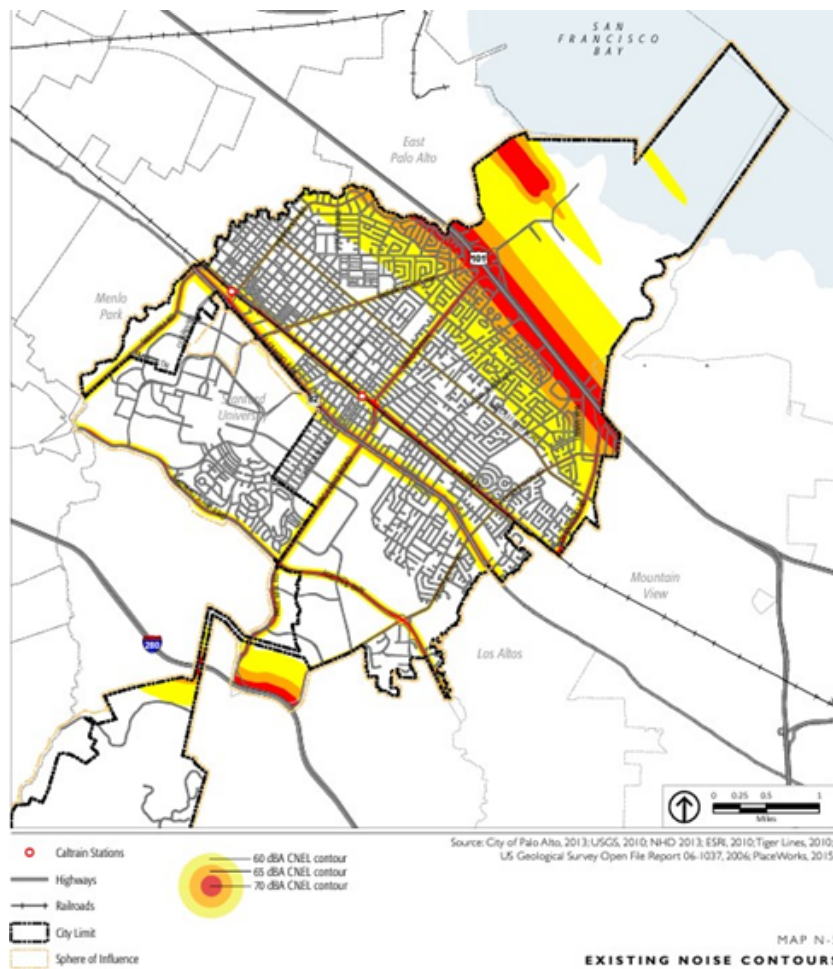 SAN
FRANCISCO
BAY
East
Palo Alto
101
Menlo
Park
Stanford
University
82
Mountain
View
Los Altos
280
0 0.25 0.5 1
Miles
Source: City of Palo Alto, 2013; USGS, 2010; NHD 2013; ESRI, 2010; Tiger Lines, 2010;
US Geological Survey Open File Report 06-1037, 2006; PlaceWorks, 2015
Caltrain Stations
Highways
Railroads
City Limit
Sphere of Influence
60 dBA CNEL contour
65 dBA CNEL contour
70 dBA CNEL contour
MAP N-
EXISTING NOISE CONTOURS